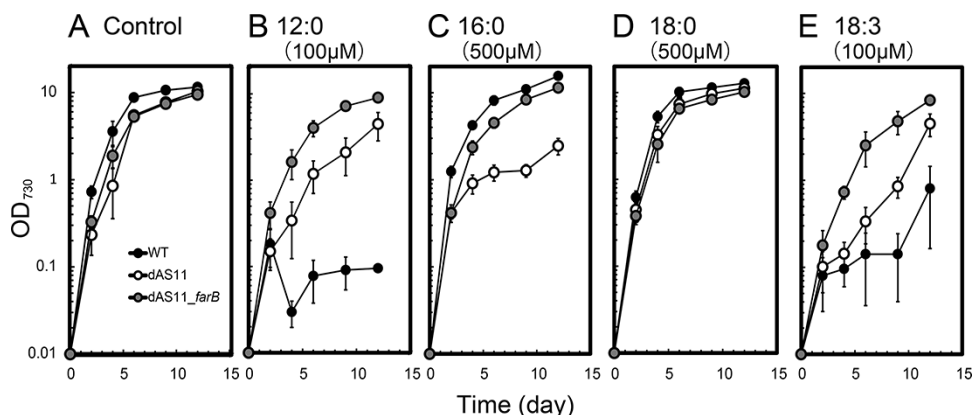 A Control
B 12:0
(100μM)
C 16:0
(500μM)
D 18:0
(500μM)
E 18:3
(100μM)
OD730
10
1
0.1
0.01
WT
dAS11
dAS11_farB
0 5 10 15
0 5 10 15
0 5 10 15
0 5 10 15
0 5 10 15
Time (day)